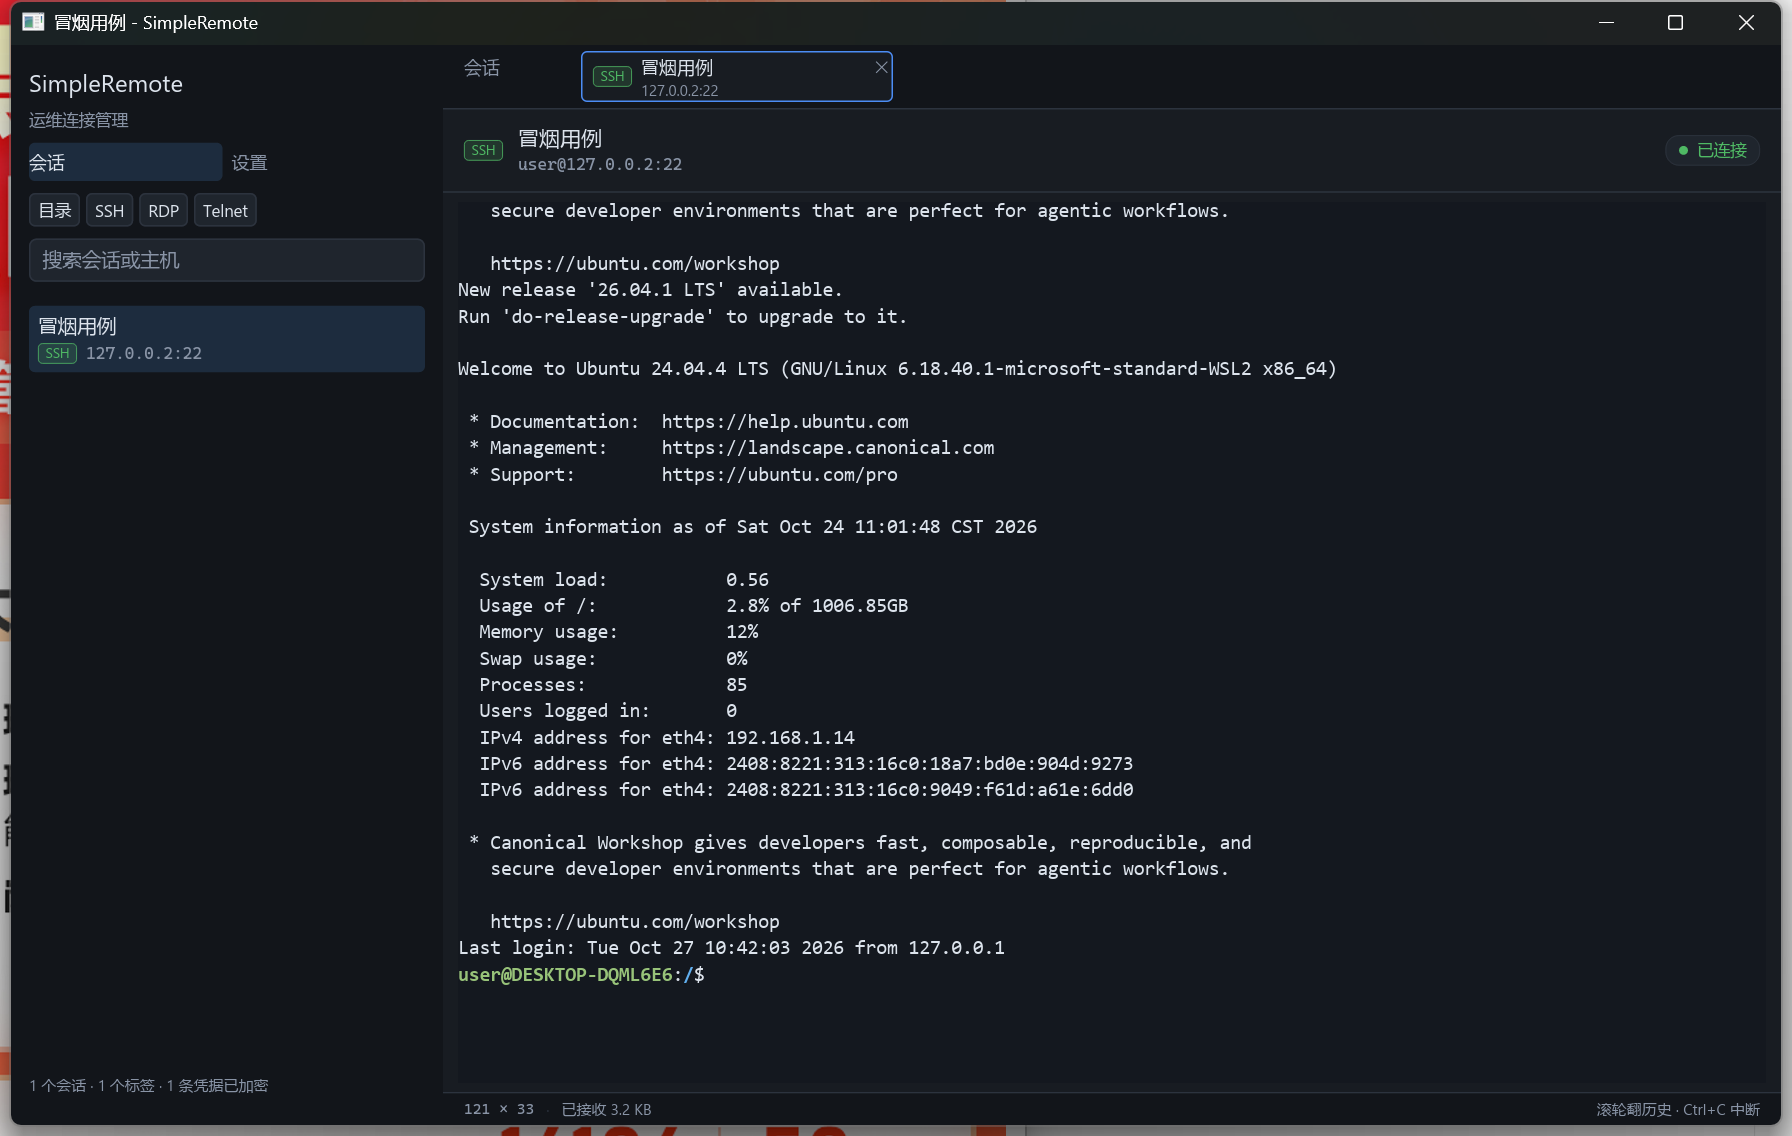 冒烟用例 - SimpleRemote
SimpleRemote
运维连接管理
会话
设置
目录
SSH
RDP
Telnet
搜索会话或主机
冒烟用例
SSH
127.0.0.2:22
1 个会话 · 1 个标签 · 1 条凭据已加密
会话
SSH
冒烟用例
127.0.0.2:22
SSH
冒烟用例
user@127.0.0.2:22
已连接
secure developer environments that are perfect for agentic workflows.
https://ubuntu.com/workshop
New release '26.04.1 LTS' available.
Run 'do-release-upgrade' to upgrade to it.
Welcome to Ubuntu 24.04.4 LTS (GNU/Linux 6.18.40.1-microsoft-standard-WSL2 x86_64)
* Documentation:  https://help.ubuntu.com
* Management:     https://landscape.canonical.com
* Support:        https://ubuntu.com/pro
System information as of Sat Oct 24 11:01:48 CST 2026
System load:           0.56
Usage of /:            2.8% of 1006.85GB
Memory usage:          12%
Swap usage:            0%
Processes:             85
Users logged in:       0
IPv4 address for eth4: 192.168.1.14
IPv6 address for eth4: 2408:8221:313:16c0:18a7:bd0e:904d:9273
IPv6 address for eth4: 2408:8221:313:16c0:9049:f61d:a61e:6dd0
* Canonical Workshop gives developers fast, composable, reproducible, and
secure developer environments that are perfect for agentic workflows.
https://ubuntu.com/workshop
Last login: Tue Oct 27 10:42:03 2026 from 127.0.0.1
user@DESKTOP-DQML6E6:/$
121 × 33 · 已接收 3.2 KB
滚轮翻历史 · Ctrl+C 中断